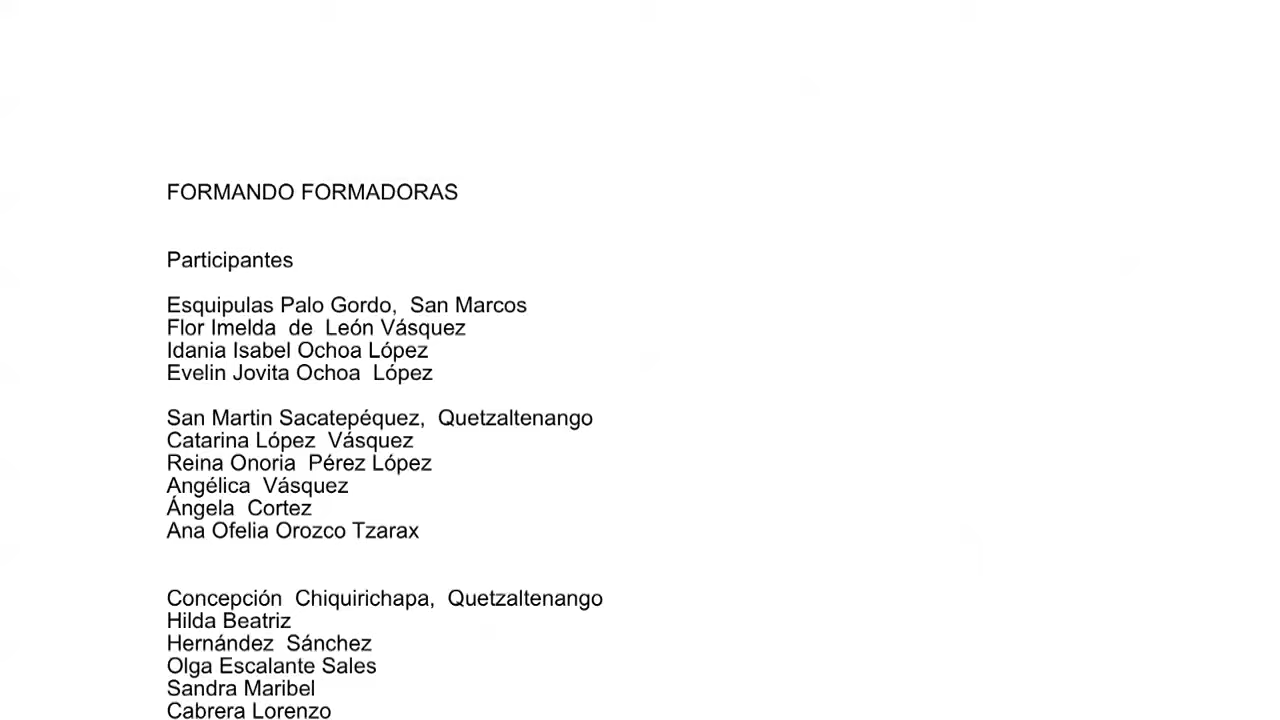 FORMANDO FORMADORAS
Participantes
Esquipulas Palo Gordo,  San Marcos
Flor Imelda  de  León Vásquez
Idania Isabel Ochoa López
Evelin Jovita Ochoa  López
San Martin Sacatepéquez,  Quetzaltenango
Catarina López  Vásquez
Reina Onoria  Pérez López
Angélica  Vásquez
Ángela  Cortez
Ana Ofelia Orozco Tzarax
Concepción  Chiquirichapa,  Quetzaltenango
Hilda Beatriz
Hernández  Sánchez
Olga Escalante Sales
Sandra Maribel
Cabrera Lorenzo